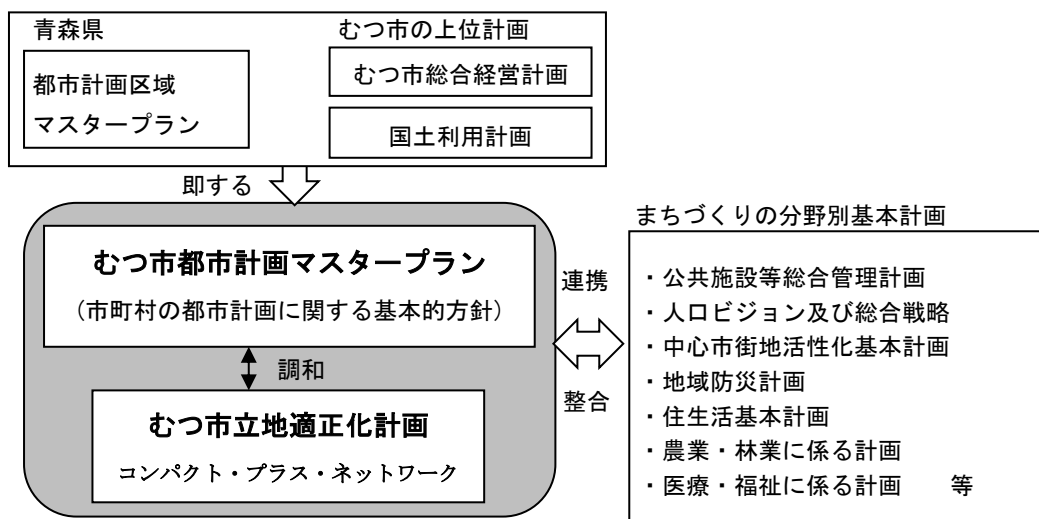 青森県
都市計画区域
マスタープラン
むつ市の上位計画
むつ市総合経営計画
国土利用計画
即する
むつ市都市計画マスタープラン
（市町村の都市計画に関する基本的方針）
調和
むつ市立地適正化計画
コンパクト・プラス・ネットワーク
連携
整合
まちづくりの分野別基本計画
・公共施設等総合管理計画
・人口ビジョン及び総合戦略
・中心市街地活性化基本計画
・地域防災計画
・住生活基本計画
・農業・林業に係る計画
・医療・福祉に係る計画　　等